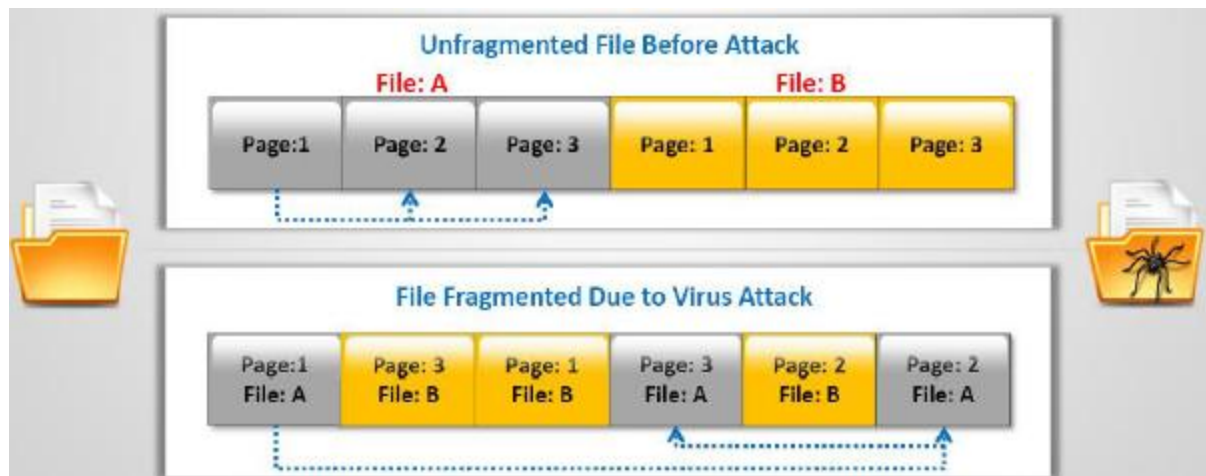 Unfragmented File Before Attack
File: A File: B
Page:1 Page: 2 Page: 3 Page: 1 Page: 2 Page: 3
File Fragmented Due to Virus Attack
Page:1 Page: 3 Page: 1 Page: 3 Page: 2 Page: 2
File: A File: B File: B File: A File: B File: A